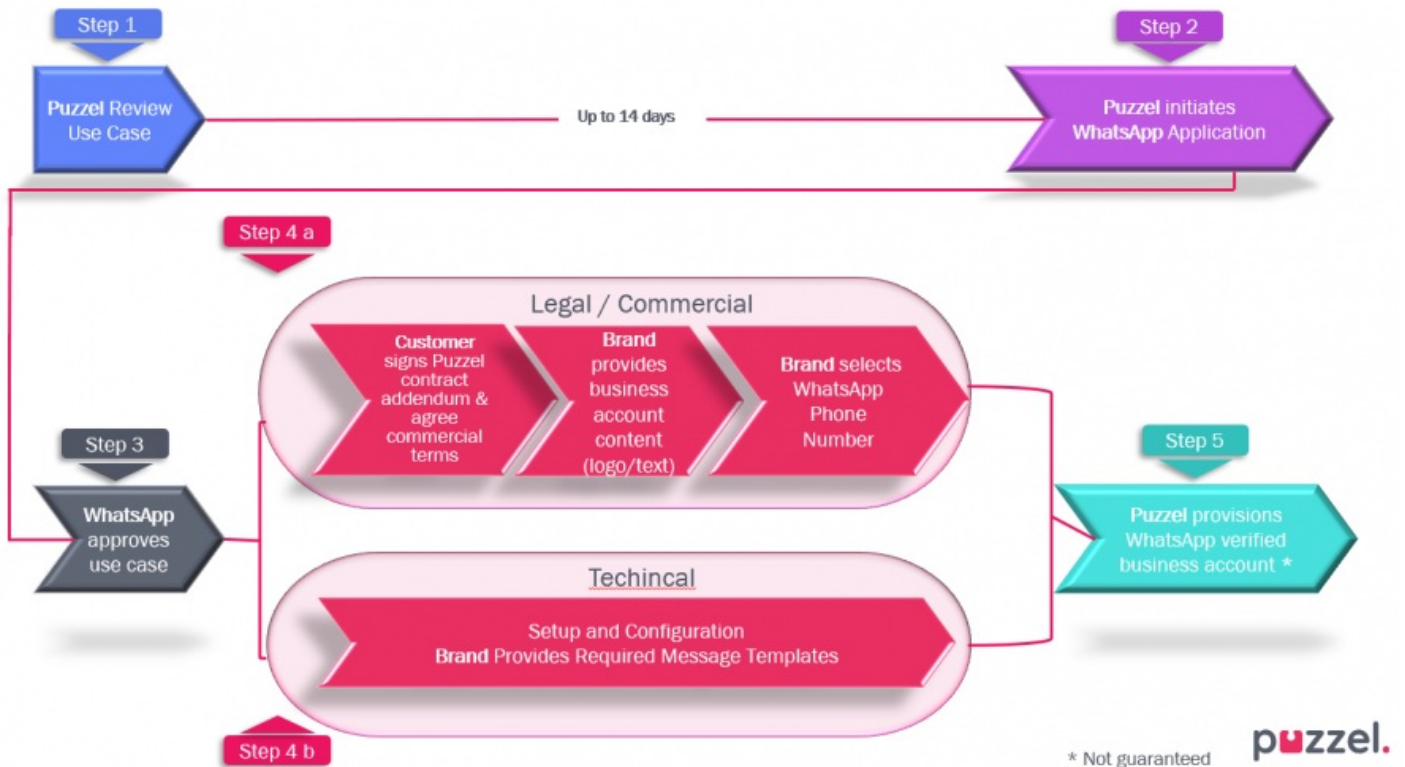 Step 1
Step 2
Puzzel Review
Use Case
Up to 14 days
Puzzel initiates
WhatsApp Application
Step 4 a
Legal / Commercial
Customer
signs Puzzel
contract
addendum &
agree
commercial
terms
Brand
provides
business
account
content
(logo/text)
Brand selects
WhatsApp
Phone
Number
Step 3
WhatsApp
approves
use case
Step 5
Puzzel provisions
WhatsApp verified
business account *
Techincal
Setup and Configuration
Brand Provides Required Message Templates
Step 4 b
* Not guaranteed
puzzel.